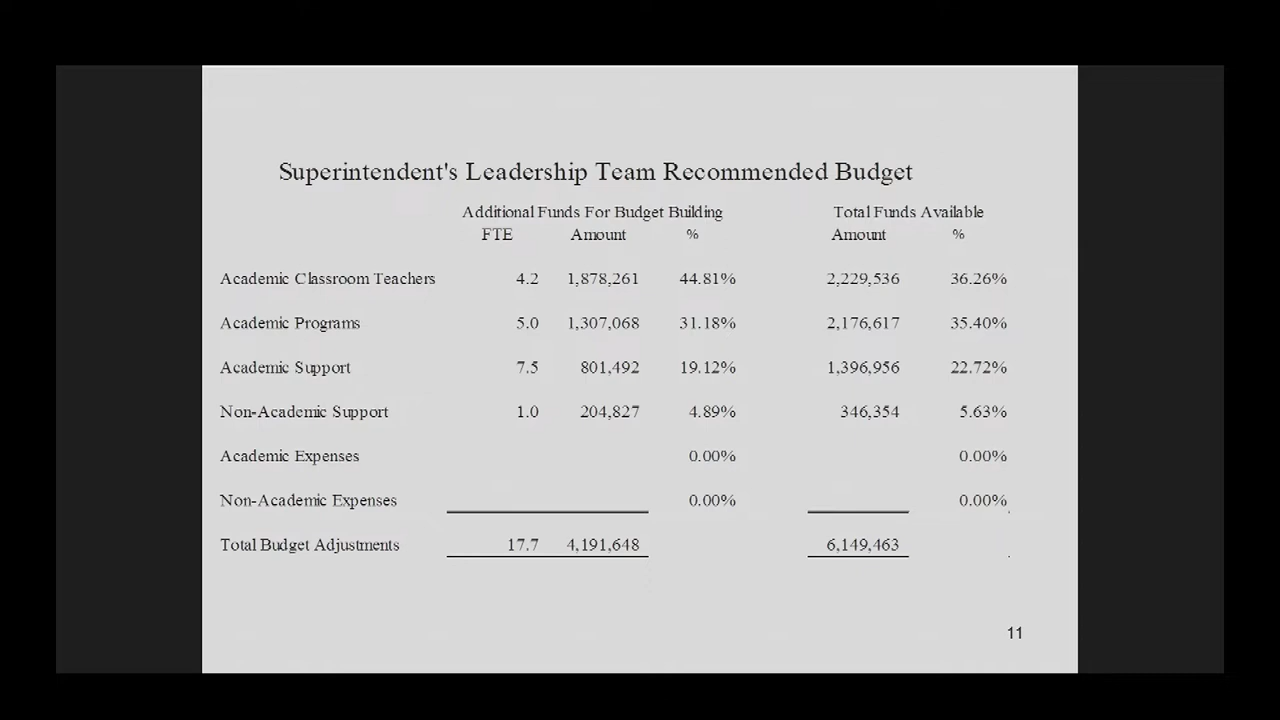 Superintendent's Leadership Team Recommended Budget
Additional Funds For Budget Building Total Funds Available
FTE Amount % Amount %
Academic Classroom Teachers 4.2 1,878,261 44.81% 2,229,536 36.26%
Academic Programs 5.0 1,307,068 31.18% 2,176,617 35.40%
Academic Support 7.5 801,492 19.12% 1,396,956 22.72%
Non-Academic Support 1.0 204,827 4.89% 346,354 5.63%
Academic Expenses 0.00% 0.00%
Non-Academic Expenses 0.00% 0.00%
Total Budget Adjustments 17.7 4,191,648 6,149,463
11